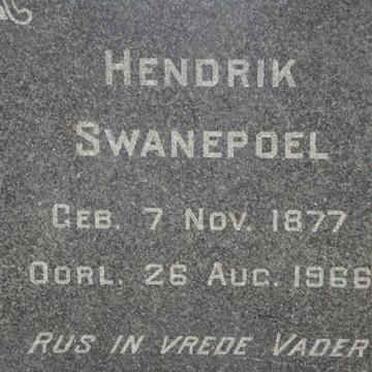 HENDRIK
SWANEPOEL
GEB. 7 NOV. 1877
OORL. 26 AUG. 1966
RUS IN VREDE VADER